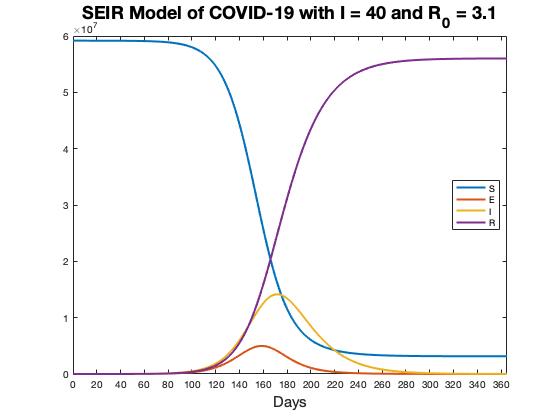 SEIR Model of COVID-19 with I = 40 and R₀ = 3.1
×10⁷
6
5
4
3
2
1
0
S
E
I
R
0 20 40 60 80 100 120 140 160 180 200 220 240 260 280 300 320 340 360
Days